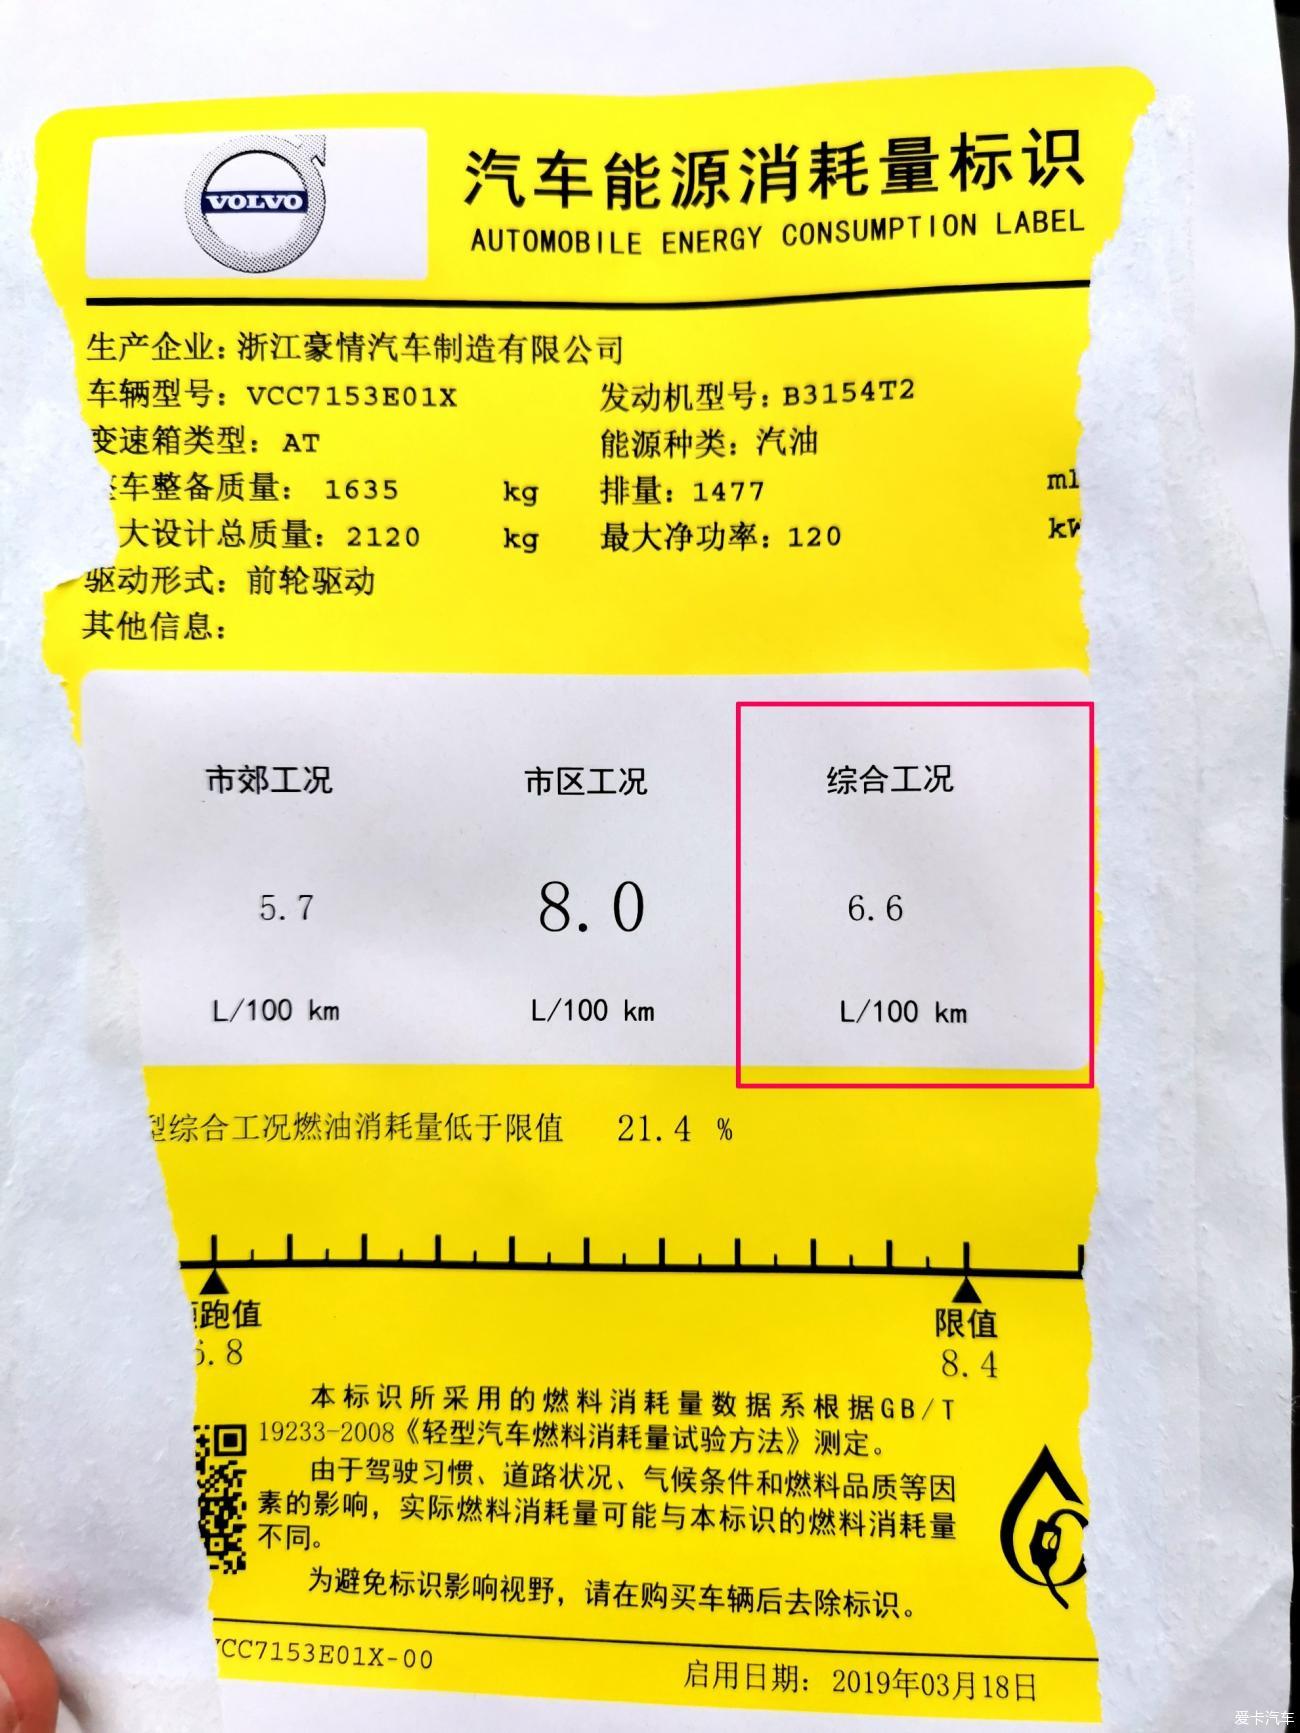 VOLVO
汽车能源消耗量标识
AUTOMOBILE ENERGY CONSUMPTION LABEL
生产企业: 浙江豪情汽车制造有限公司
车辆型号: VCC7153E01X 发动机型号: B3154T2
变速箱类型: AT 能源种类: 汽油
车整备质量: 1635 kg 排量: 1477 ml
大设计总质量: 2120 kg 最大净功率: 120 kW
驱动形式: 前轮驱动
其他信息:
市郊工况 市区工况 综合工况
5.7 8.0 6.6
L/100 km L/100 km L/100 km
型综合工况燃油消耗量低于限值 21.4 %
跑值 限值
.8 8.4
本标识所采用的燃料消耗量数据系根据GB/T
19233-2008《轻型汽车燃料消耗量试验方法》测定。
由于驾驶习惯、道路状况、气候条件和燃料品质等因
素的影响，实际燃料消耗量可能与本标识的燃料消耗量
不同。
为避免标识影响视野，请在购买车辆后去除标识。
VCC7153E01X-00 启用日期: 2019年03月18日
爱卡汽车